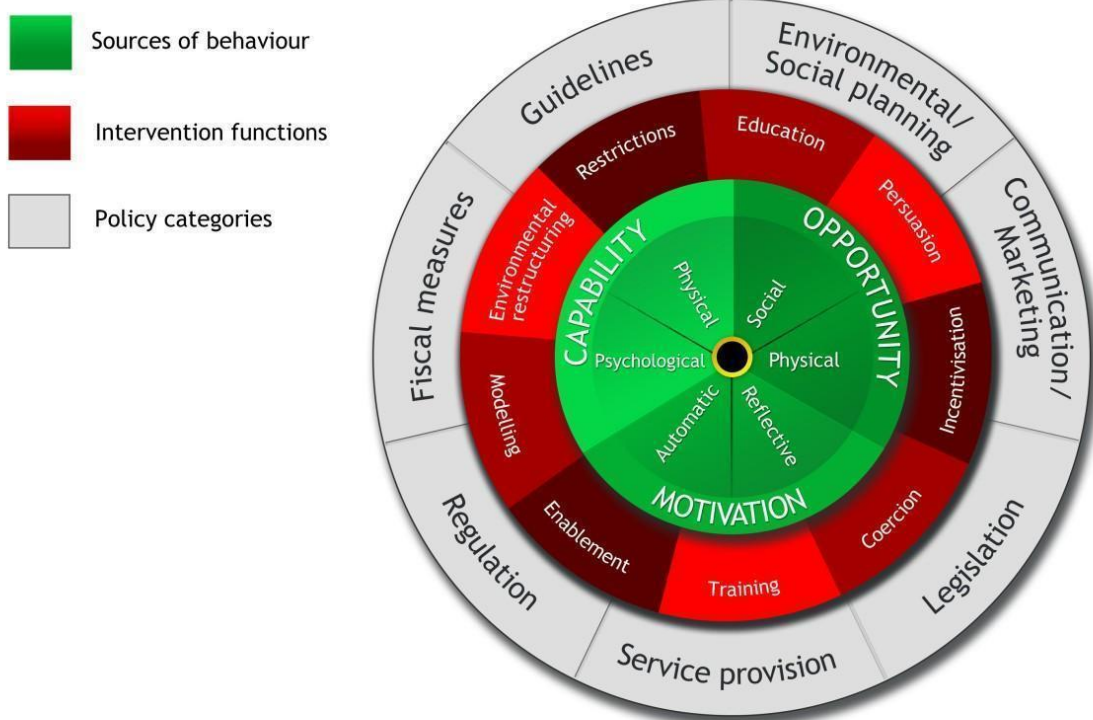 Sources of behaviour
Intervention functions
Policy categories
Guidelines
Environmental/
Social planning
Communication/
Marketing
Legislation
Service provision
Regulation
Fiscal measures
Restrictions
Education
Persuasion
Incentivisation
Coercion
Training
Enablement
Modelling
Environmental
restructuring
CAPABILITY
OPPORTUNITY
MOTIVATION
Physical
Social
Psychological
Physical
Automatic
Reflective